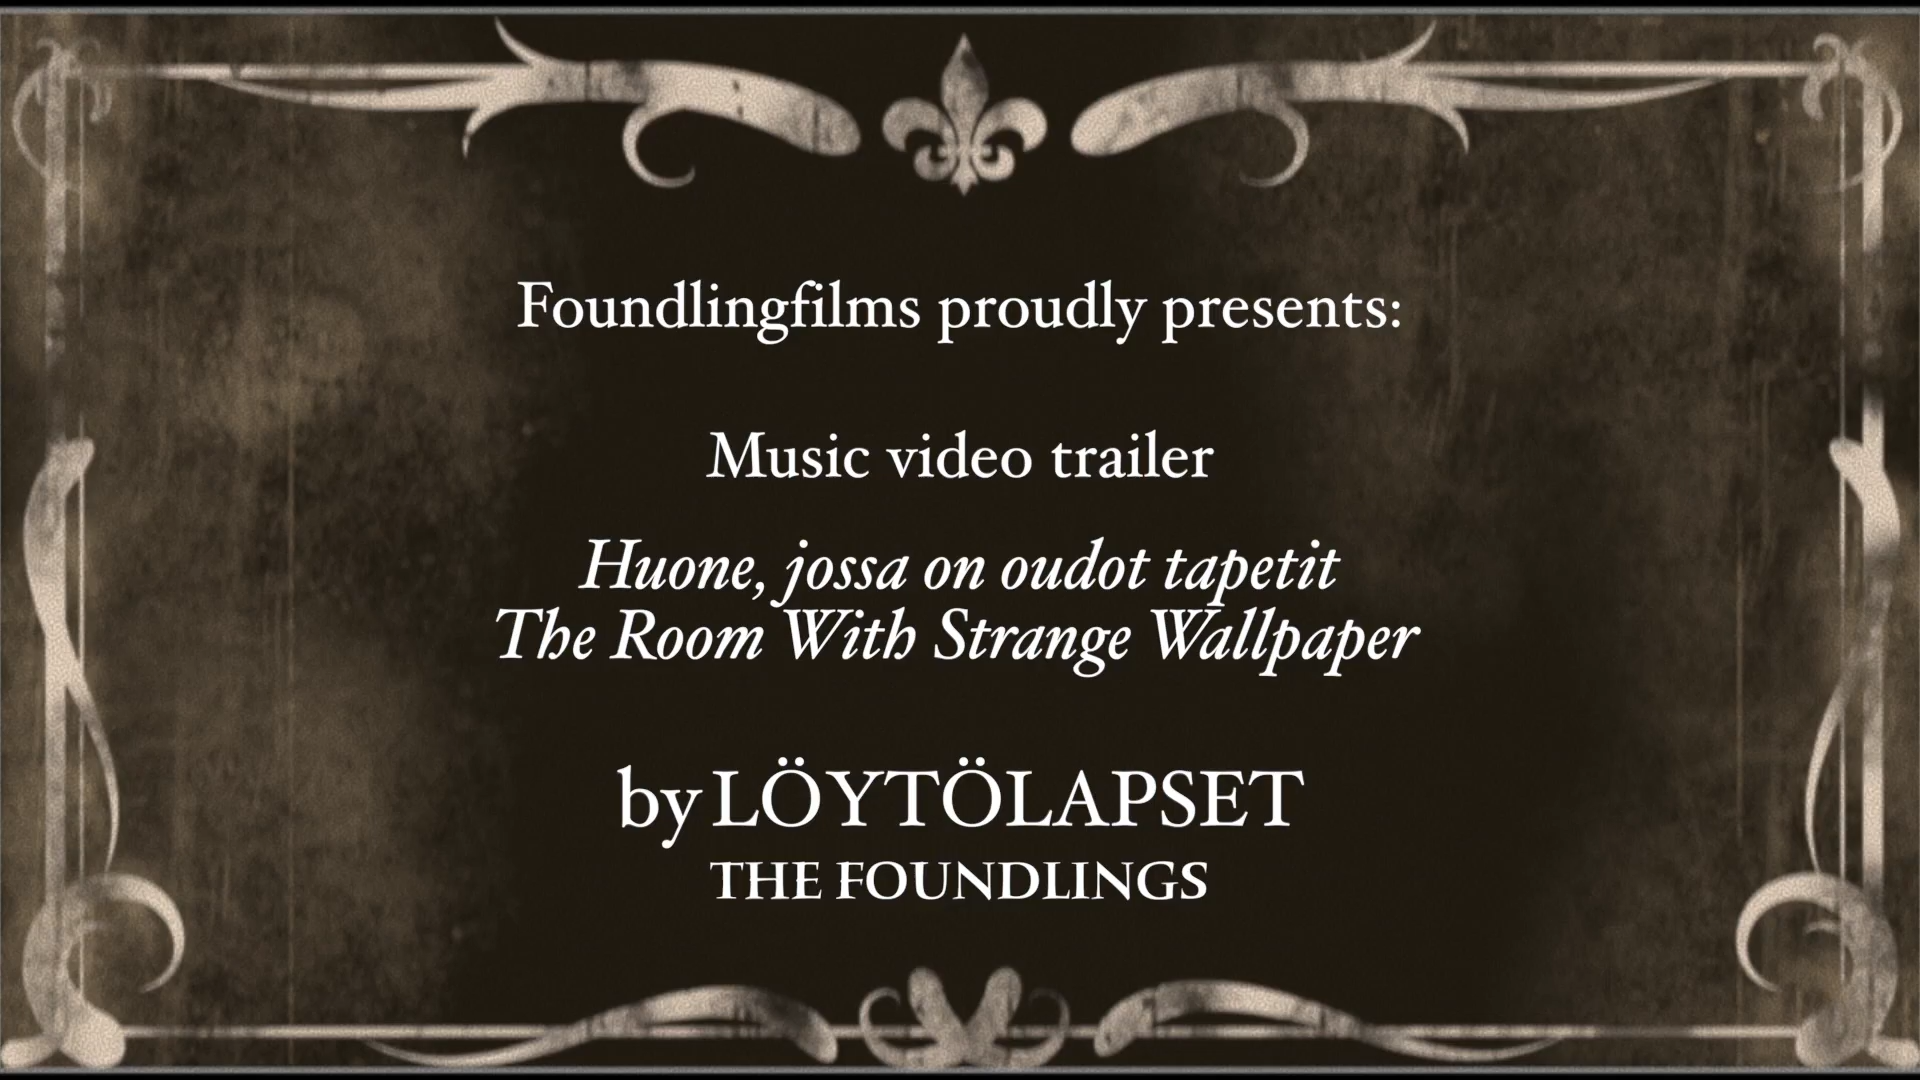 Foundlingfilms proudly presents:
Music video trailer
Huone, jossa on oudot tapetit
The Room With Strange Wallpaper
by LÖYTÖLAPSET
THE FOUNDLINGS